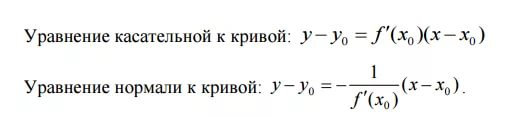 Уравнение касательной к кривой: y − y₀ = f′(x₀)(x − x₀)
Уравнение нормали к кривой: y − y₀ = −1/f′(x₀) (x − x₀).